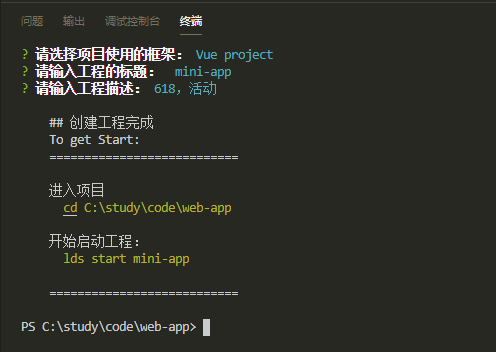 问题 输出 调试控制台 终端
? 请选择项目使用的框架： Vue project
? 请输入工程的标题： mini-app
? 请输入工程描述： 618，活动
## 创建工程完成
To get Start:
===========================
进入项目
cd C:\study\code\web-app
开始启动工程：
lds start mini-app
===========================
PS C:\study\code\web-app>